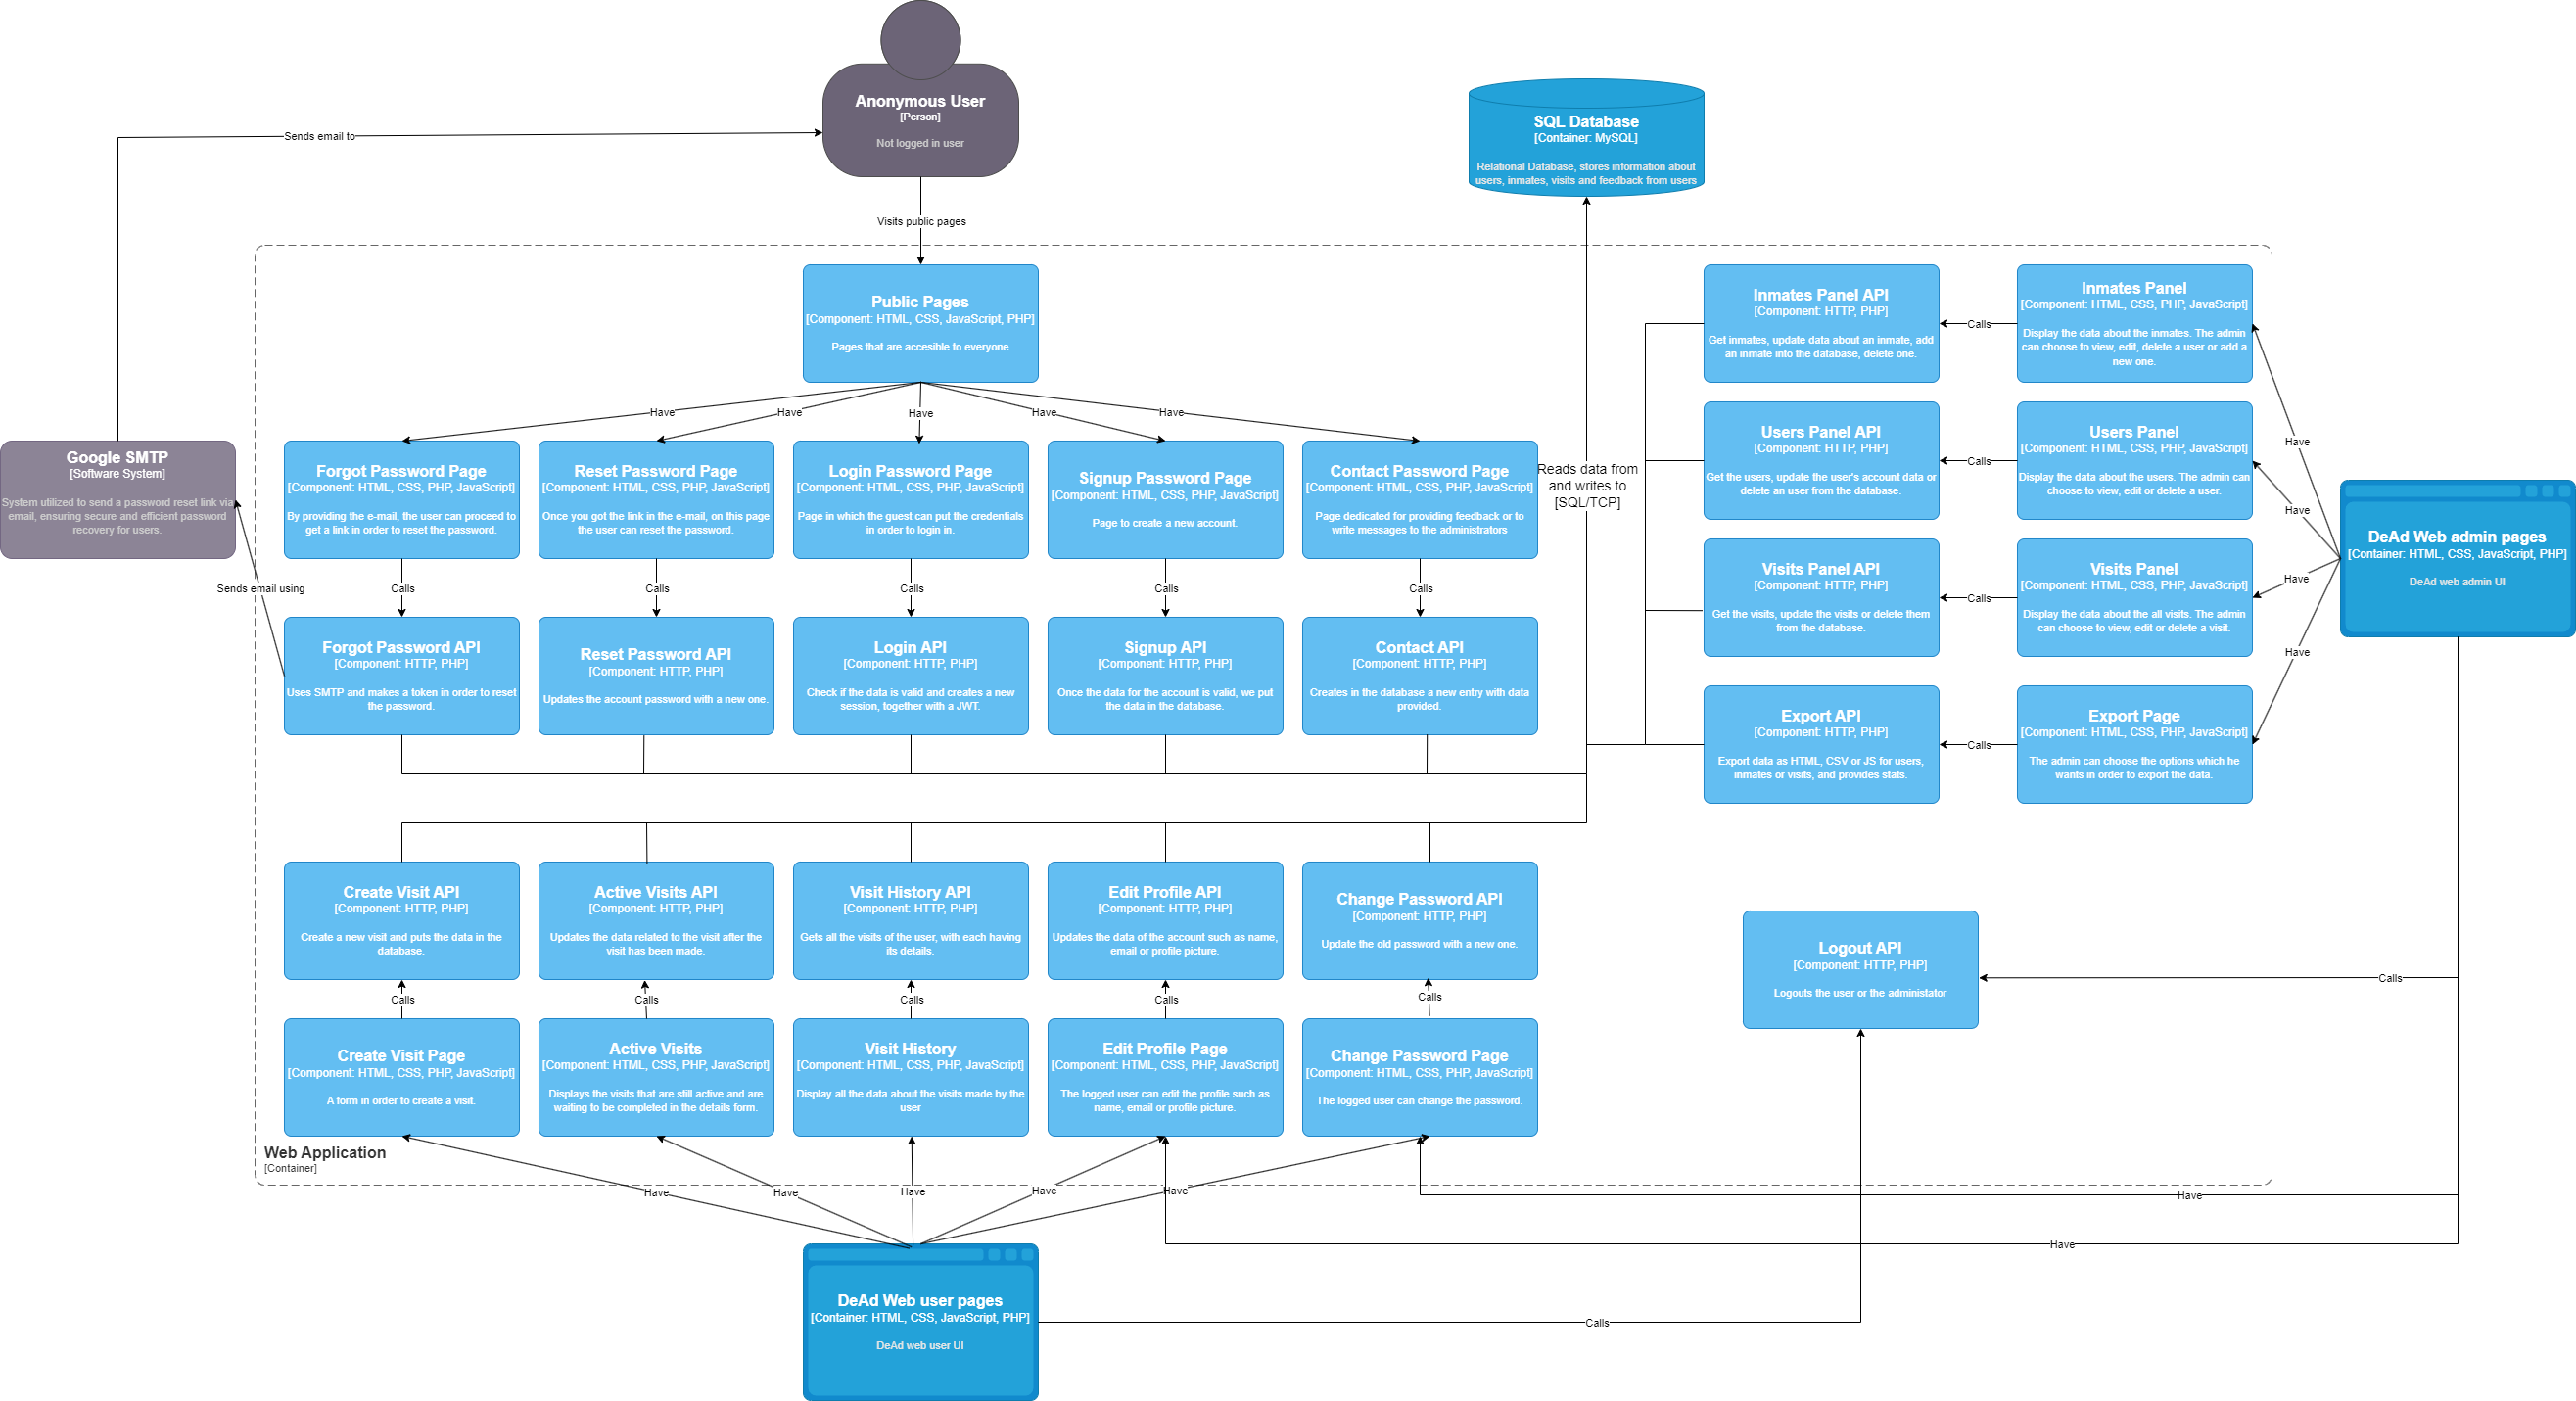 Anonymous User
[Person]
Not logged in user
Sends email to
SQL Database
[Container: MySQL]
Relational Database, stores information about
users, inmates, visits and feedback from users
Visits public pages
Public Pages
[Component: HTML, CSS, JavaScript, PHP]
Pages that are accesible to everyone
Have
Have
Have
Have
Have
Google SMTP
[Software System]
System utilized to send a password reset link via
email, ensuring secure and efficient password
recovery for users.
Forgot Password Page
[Component: HTML, CSS, PHP, JavaScript]
By providing the e-mail, the user can proceed to
get a link in order to reset the password.
Reset Password Page
[Component: HTML, CSS, PHP, JavaScript]
Once you got the link in the e-mail, on this page
the user can reset the password.
Login Password Page
[Component: HTML, CSS, PHP, JavaScript]
Page in which the guest can put the credentials
in order to login in.
Signup Password Page
[Component: HTML, CSS, PHP, JavaScript]
Page to create a new account.
Contact Password Page
[Component: HTML, CSS, PHP, JavaScript]
Page dedicated for providing feedback or to
write messages to the administrators
Reads data from
and writes to
[SQL/TCP]
Sends email using
Calls
Calls
Calls
Calls
Calls
Forgot Password API
[Component: HTTP, PHP]
Uses SMTP and makes a token in order to reset
the password.
Reset Password API
[Component: HTTP, PHP]
Updates the account password with a new one.
Login API
[Component: HTTP, PHP]
Check if the data is valid and creates a new
session, together with a JWT.
Signup API
[Component: HTTP, PHP]
Once the data for the account is valid, we put
the data in the database.
Contact API
[Component: HTTP, PHP]
Creates in the database a new entry with data
provided.
Inmates Panel API
[Component: HTTP, PHP]
Get inmates, update data about an inmate, add
an inmate into the database, delete one.
Calls
Inmates Panel
[Component: HTML, CSS, PHP, JavaScript]
Display the data about the inmates. The admin
can choose to view, edit, delete a user or add a
new one.
Users Panel API
[Component: HTTP, PHP]
Get the users, update the user's account data or
delete an user from the database.
Calls
Users Panel
[Component: HTML, CSS, PHP, JavaScript]
Display the data about the users. The admin can
choose to view, edit or delete a user.
Visits Panel API
[Component: HTTP, PHP]
Get the visits, update the visits or delete them
from the database.
Calls
Visits Panel
[Component: HTML, CSS, PHP, JavaScript]
Display the data about the all visits. The admin
can choose to view, edit or delete a visit.
Export API
[Component: HTTP, PHP]
Export data as HTML, CSV or JS for users,
inmates or visits, and provides stats.
Calls
Export Page
[Component: HTML, CSS, PHP, JavaScript]
The admin can choose the options which he
wants in order to export the data.
Have
Have
Have
Have
DeAd Web admin pages
[Container: HTML, CSS, JavaScript, PHP]
DeAd web admin UI
Create Visit API
[Component: HTTP, PHP]
Create a new visit and puts the data in the
database.
Active Visits API
[Component: HTTP, PHP]
Updates the data related to the visit after the
visit has been made.
Visit History API
[Component: HTTP, PHP]
Gets all the visits of the user, with each having
its details.
Edit Profile API
[Component: HTTP, PHP]
Updates the data of the account such as name,
email or profile picture.
Change Password API
[Component: HTTP, PHP]
Update the old password with a new one.
Logout API
[Component: HTTP, PHP]
Logouts the user or the administator
Calls
Calls
Calls
Calls
Calls
Calls
Create Visit Page
[Component: HTML, CSS, PHP, JavaScript]
A form in order to create a visit.
Active Visits
[Component: HTML, CSS, PHP, JavaScript]
Displays the visits that are still active and are
waiting to be completed in the details form.
Visit History
[Component: HTML, CSS, PHP, JavaScript]
Display all the data about the visits made by the
user
Edit Profile Page
[Component: HTML, CSS, PHP, JavaScript]
The logged user can edit the profile such as
name, email or profile picture.
Change Password Page
[Component: HTML, CSS, PHP, JavaScript]
The logged user can change the password.
Web Application
[Container]
Have
Have
Have
Have
Have
Have
Have
DeAd Web user pages
[Container: HTML, CSS, JavaScript, PHP]
DeAd web user UI
Calls